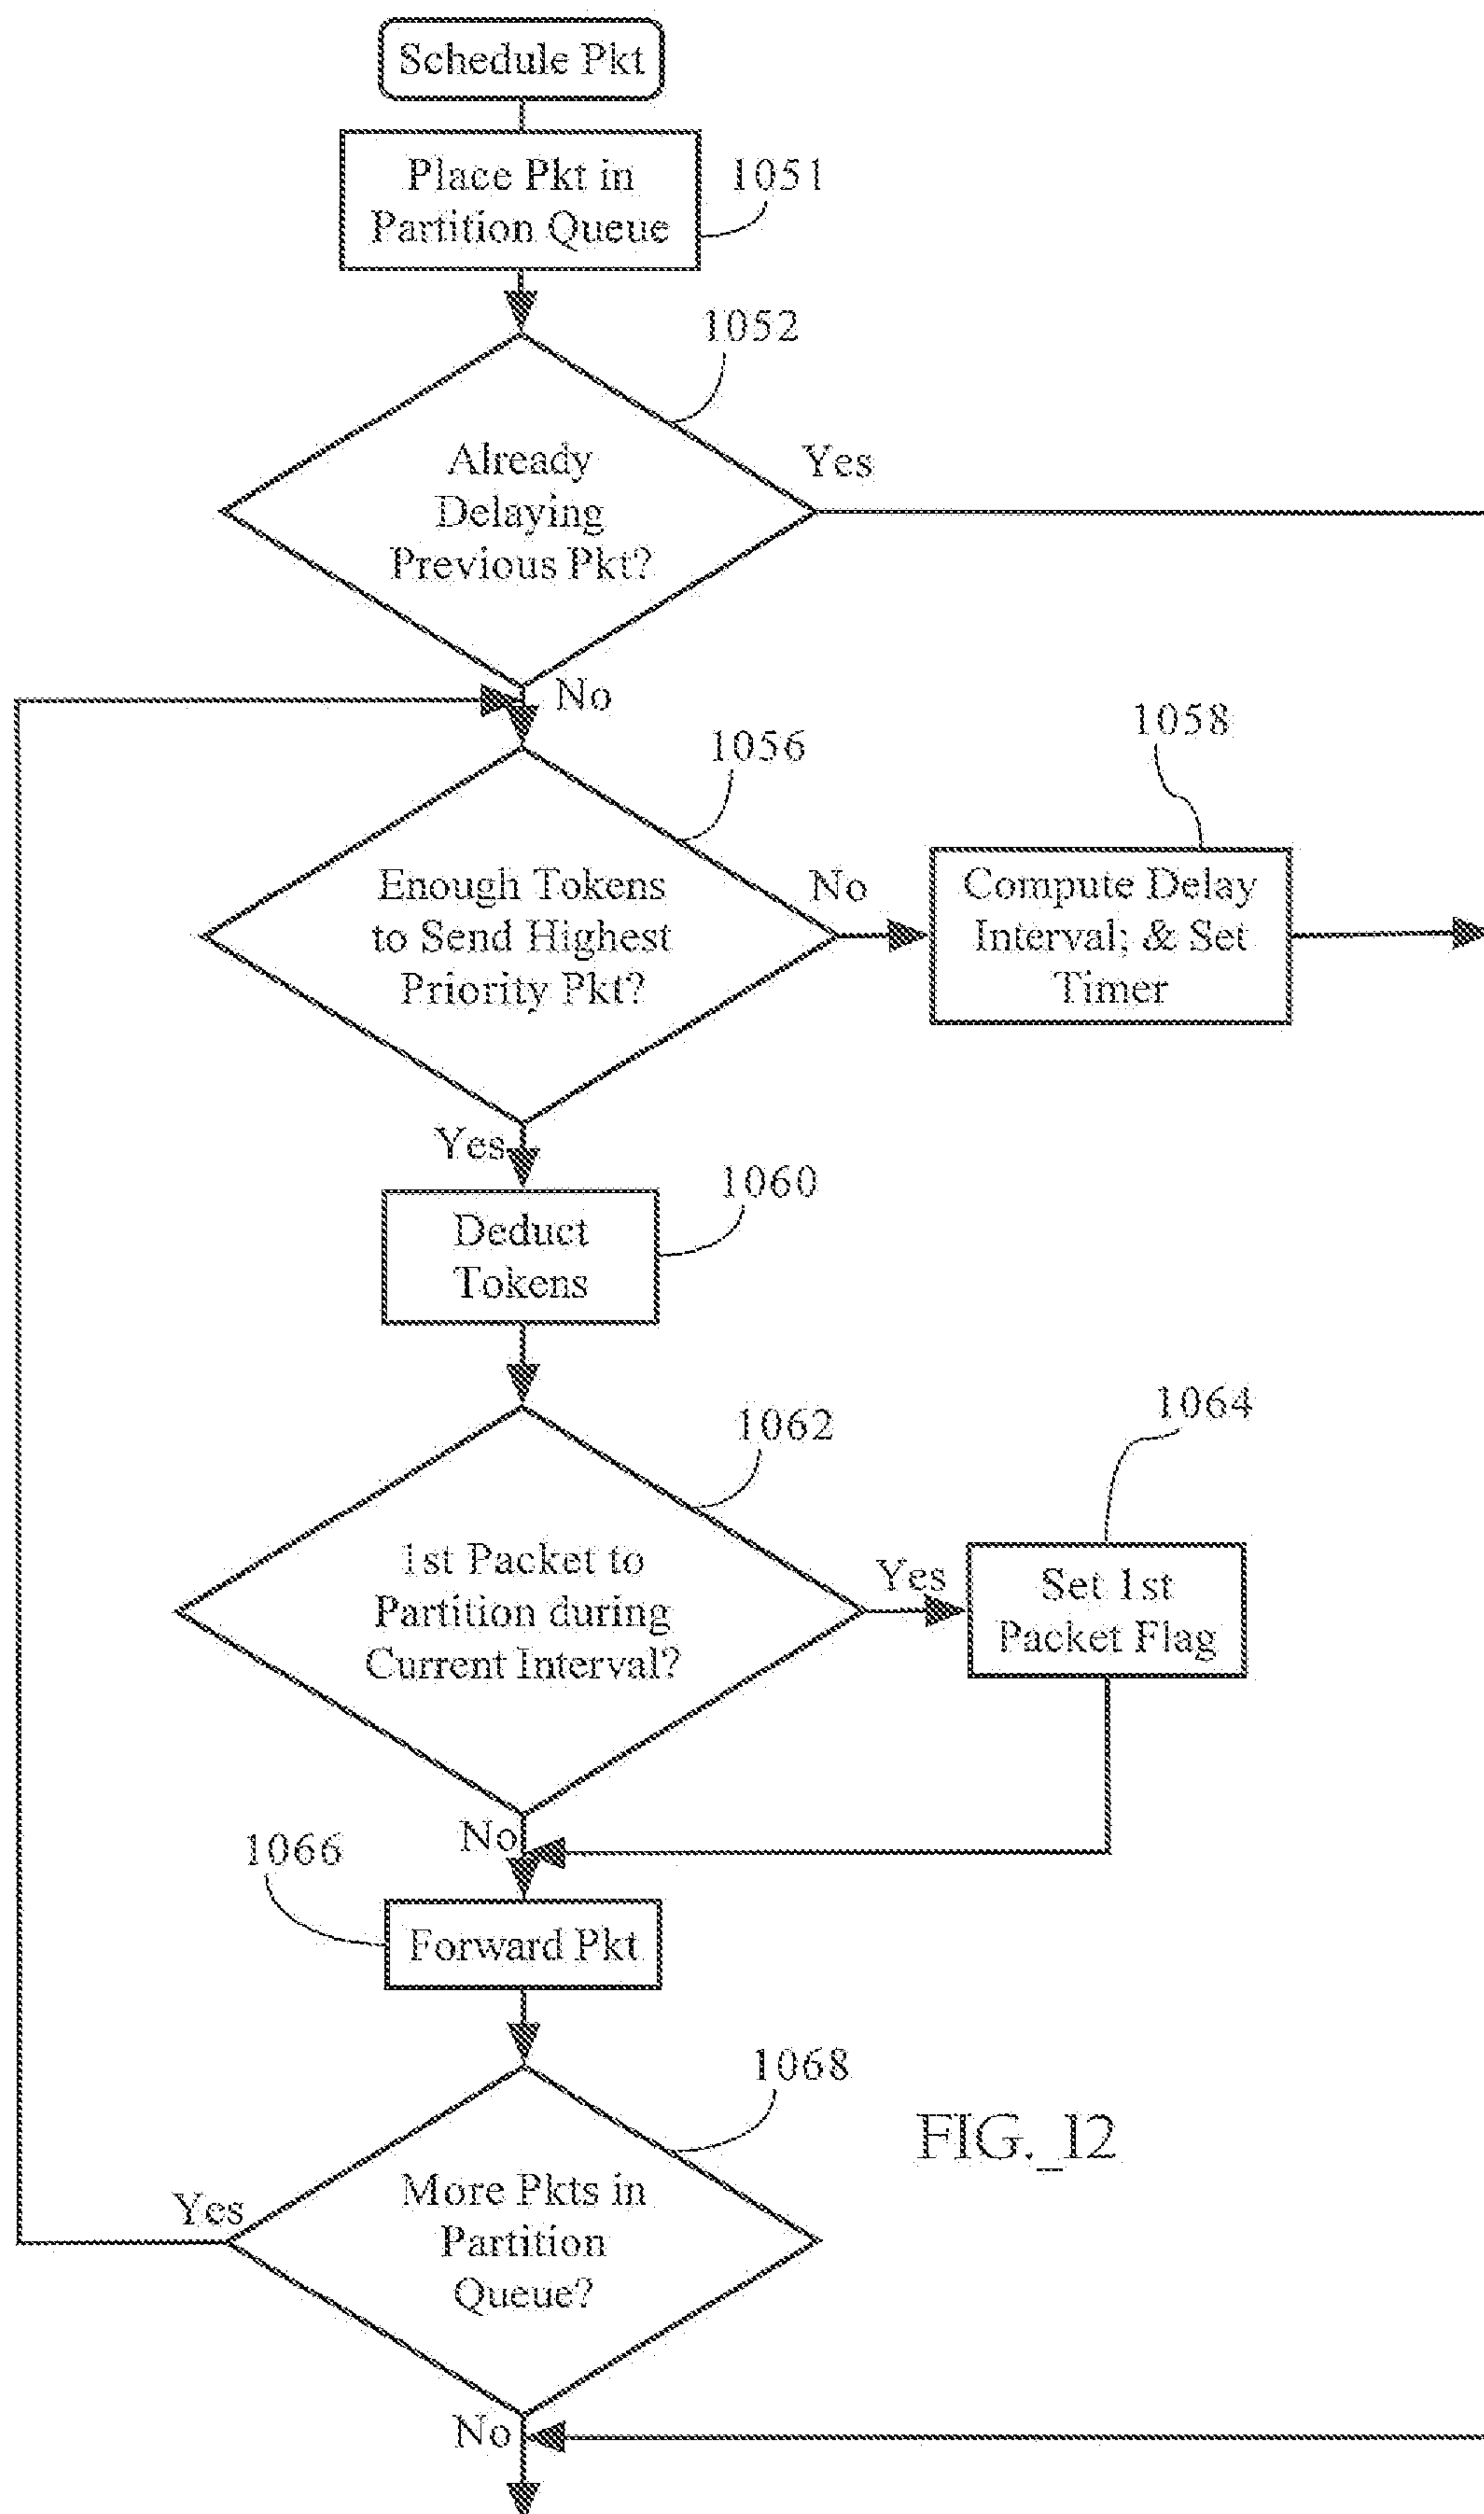 Schedule Pkt
Place Pkt in
Partition Queue
1051
1052
Already
Delaying
Previous Pkt?
Yes
No
1056
1058
Enough Tokens
to Send Highest
Priority Pkt?
No
Compute Delay
Interval; & Set
Timer
Yes
1060
Deduct
Tokens
1062
1064
1st Packet to
Partition during
Current Interval?
Yes
Set 1st
Packet Flag
No
1066
Forward Pkt
1068
FIG._12
More Pkts in
Partition
Queue?
Yes
No